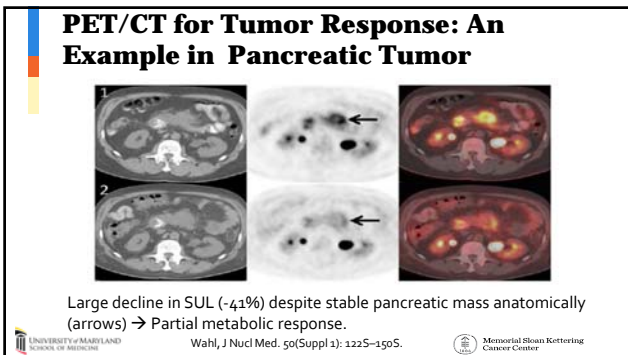 PET/CT for Tumor Response: An
Example in Pancreatic Tumor
1
2
Large decline in SUL (-41%) despite stable pancreatic mass anatomically
(arrows) → Partial metabolic response.
UNIVERSITY of MARYLAND
SCHOOL OF MEDICINE
Wahl, J Nucl Med. 50(Suppl 1): 122S–150S.
Memorial Sloan Kettering
Cancer Center